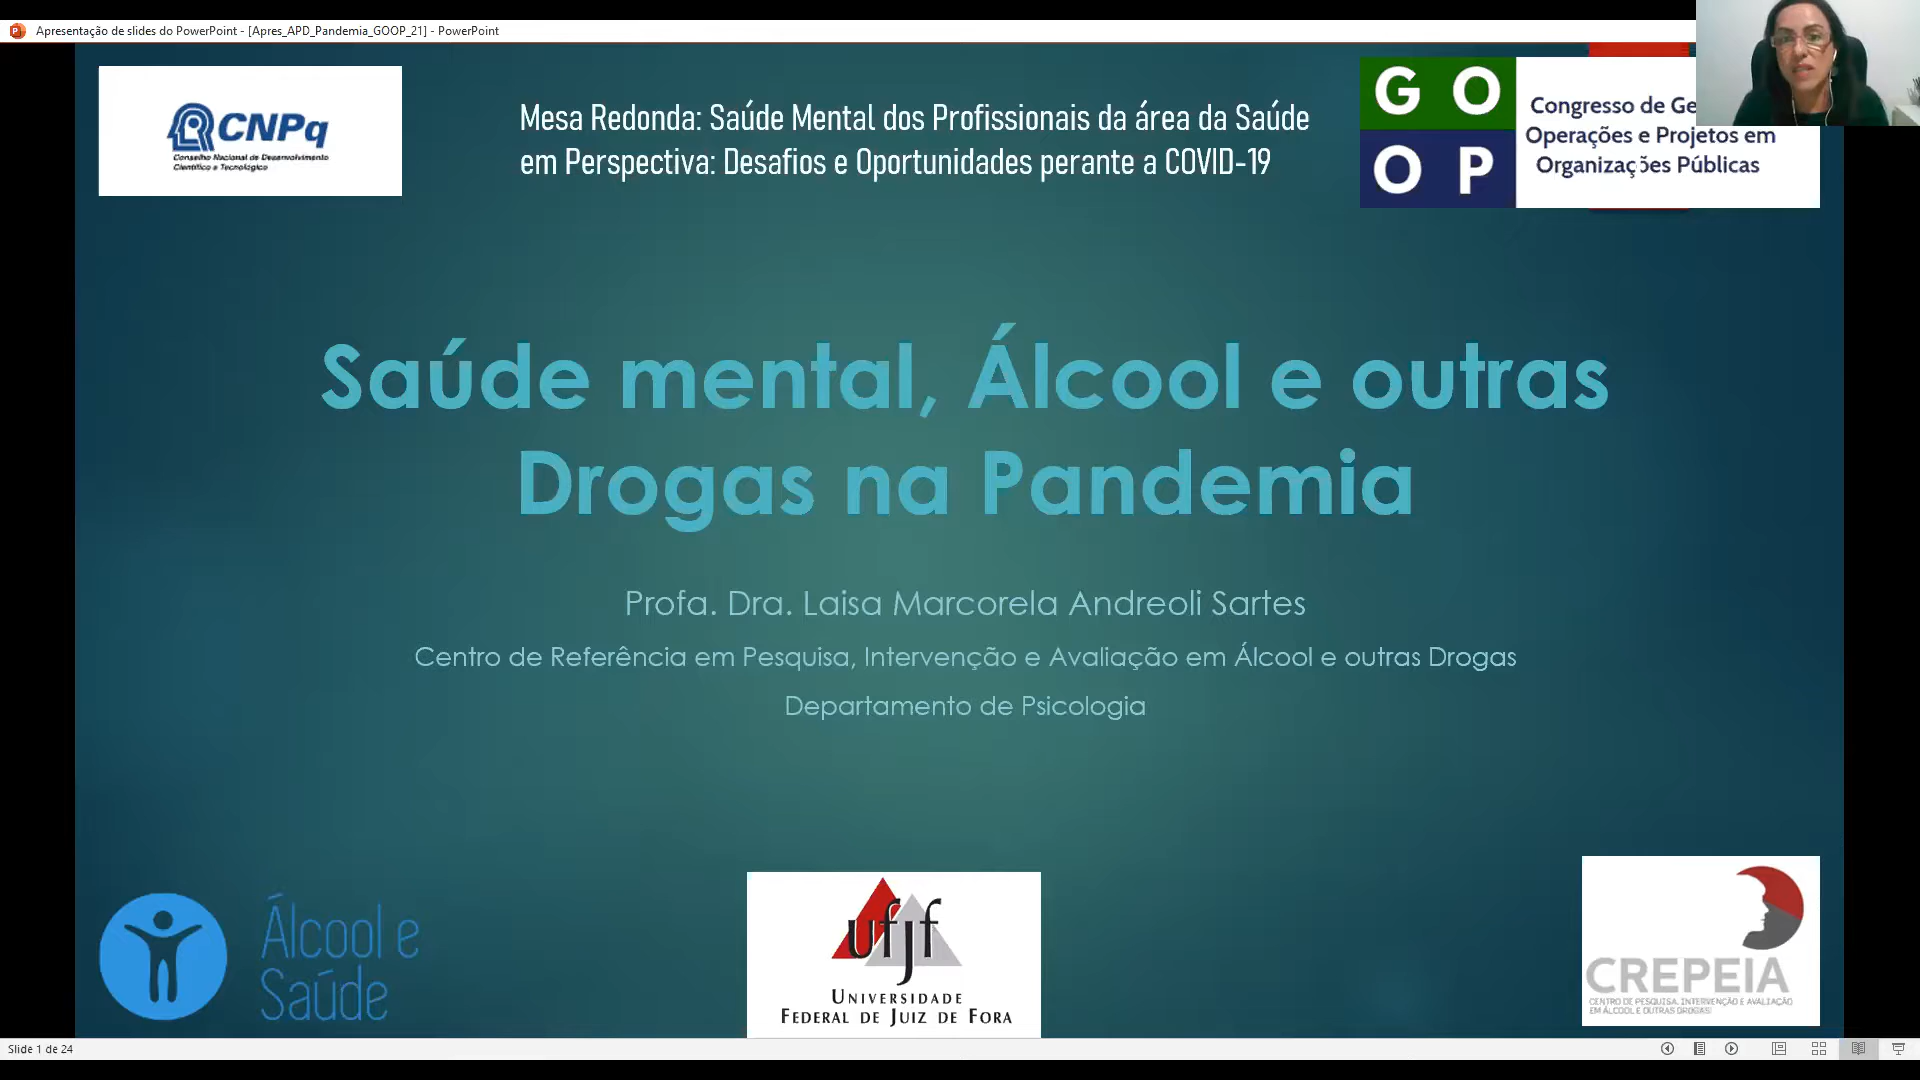 Apresentação de slides do PowerPoint - [Apres_APD_Pandemia_GOOP_21] - PowerPoint
CNPq
Conselho Nacional de Desenvolvimento
Científico e Tecnológico
Mesa Redonda: Saúde Mental dos Profissionais da área da Saúde
em Perspectiva: Desafios e Oportunidades perante a COVID-19
G O
O P
Congresso de Ge
Operações e Projetos em
Organizações Públicas
Saúde mental, Álcool e outras
Drogas na Pandemia
Profa. Dra. Laisa Marcorela Andreoli Sartes
Centro de Referência em Pesquisa, Intervenção e Avaliação em Álcool e outras Drogas
Departamento de Psicologia
Álcool e
Saúde
ufjf
UNIVERSIDADE
FEDERAL DE JUIZ DE FORA
CREPEIA
CENTRO DE PESQUISA, INTERVENÇÃO E AVALIAÇÃO
EM ÁLCOOL E OUTRAS DROGAS
Slide 1 de 24